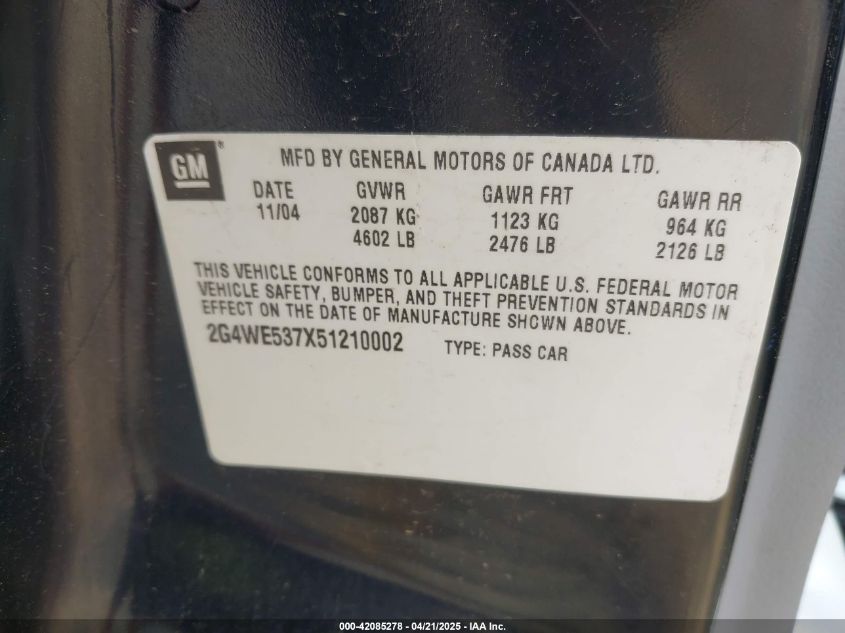 GM®
MFD BY GENERAL MOTORS OF CANADA LTD.
DATE GVWR GAWR FRT GAWR RR
11/04 2087 KG 1123 KG 964 KG
4602 LB 2476 LB 2126 LB
THIS VEHICLE CONFORMS TO ALL APPLICABLE U.S. FEDERAL MOTOR
VEHICLE SAFETY, BUMPER, AND THEFT PREVENTION STANDARDS IN
EFFECT ON THE DATE OF MANUFACTURE SHOWN ABOVE.
2G4WE537X51210002 TYPE: PASS CAR
000-42085278 - 04/21/2025 - IAA Inc.